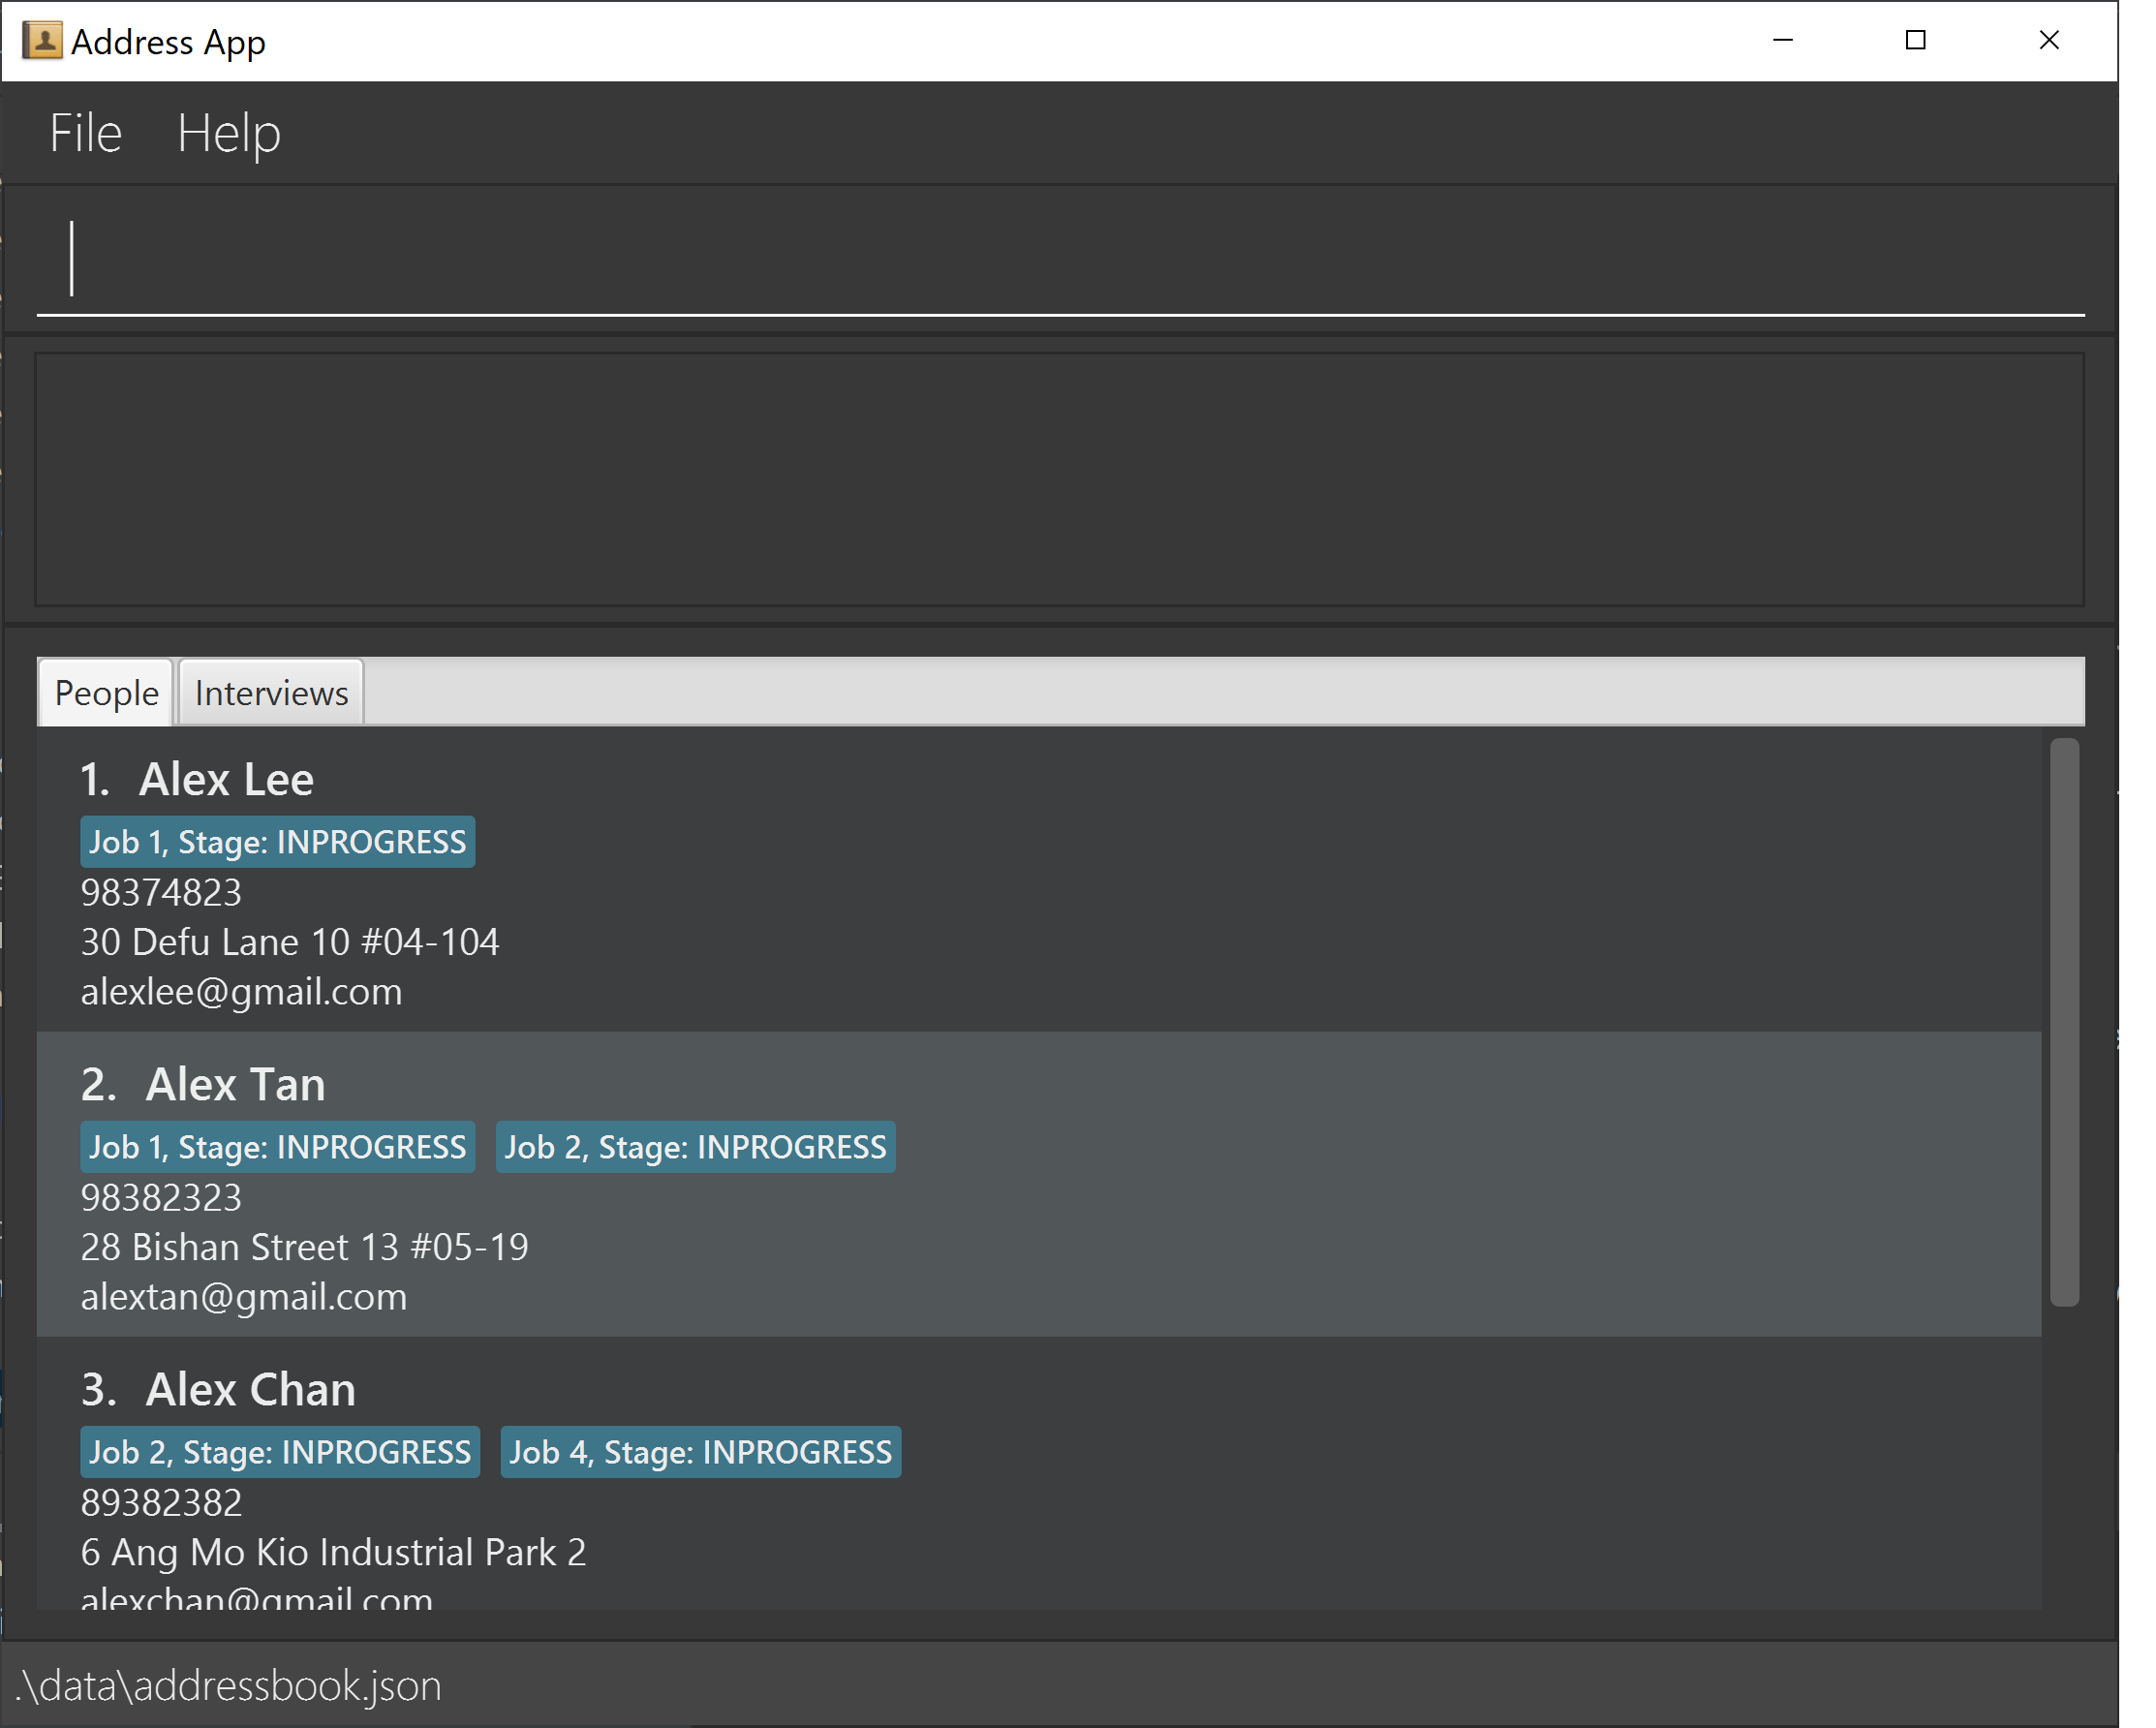 Address App
File Help
People Interviews
1. Alex Lee
Job 1, Stage: INPROGRESS
98374823
30 Defu Lane 10 #04-104
alexlee@gmail.com
2. Alex Tan
Job 1, Stage: INPROGRESS Job 2, Stage: INPROGRESS
98382323
28 Bishan Street 13 #05-19
alextan@gmail.com
3. Alex Chan
Job 2, Stage: INPROGRESS Job 4, Stage: INPROGRESS
89382382
6 Ang Mo Kio Industrial Park 2
alexchan@gmail.com
.\data\addressbook.json